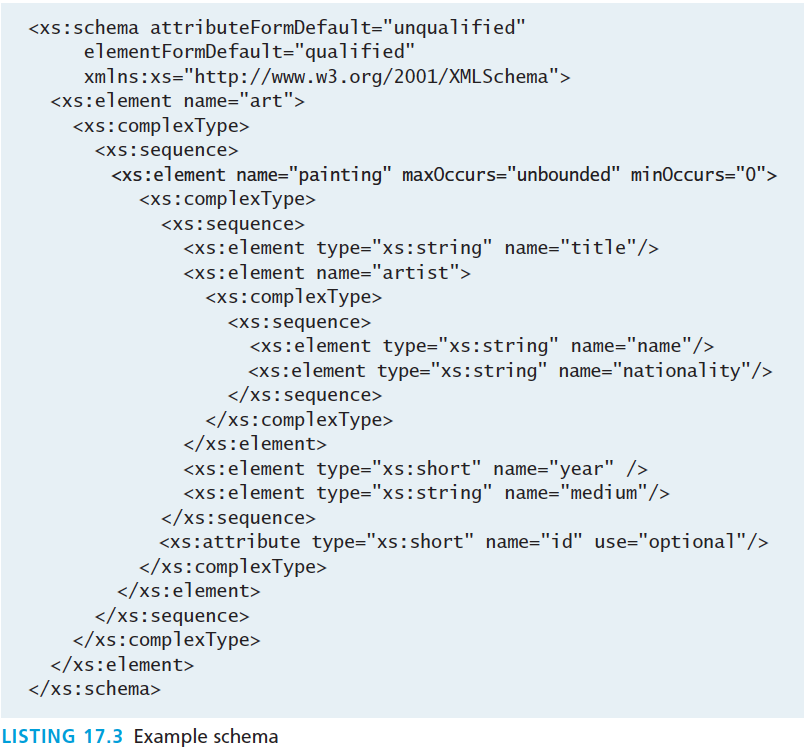 <xs:schema attributeFormDefault="unqualified"
elementFormDefault="qualified"
xmlns:xs="http://www.w3.org/2001/XMLSchema">
<xs:element name="art">
<xs:complexType>
<xs:sequence>
<xs:element name="painting" maxOccurs="unbounded" minOccurs="0">
<xs:complexType>
<xs:sequence>
<xs:element type="xs:string" name="title"/>
<xs:element name="artist">
<xs:complexType>
<xs:sequence>
<xs:element type="xs:string" name="name"/>
<xs:element type="xs:string" name="nationality"/>
</xs:sequence>
</xs:complexType>
</xs:element>
<xs:element type="xs:short" name="year" />
<xs:element type="xs:string" name="medium"/>
</xs:sequence>
<xs:attribute type="xs:short" name="id" use="optional"/>
</xs:complexType>
</xs:element>
</xs:sequence>
</xs:complexType>
</xs:element>
</xs:schema>
LISTING 17.3 Example schema